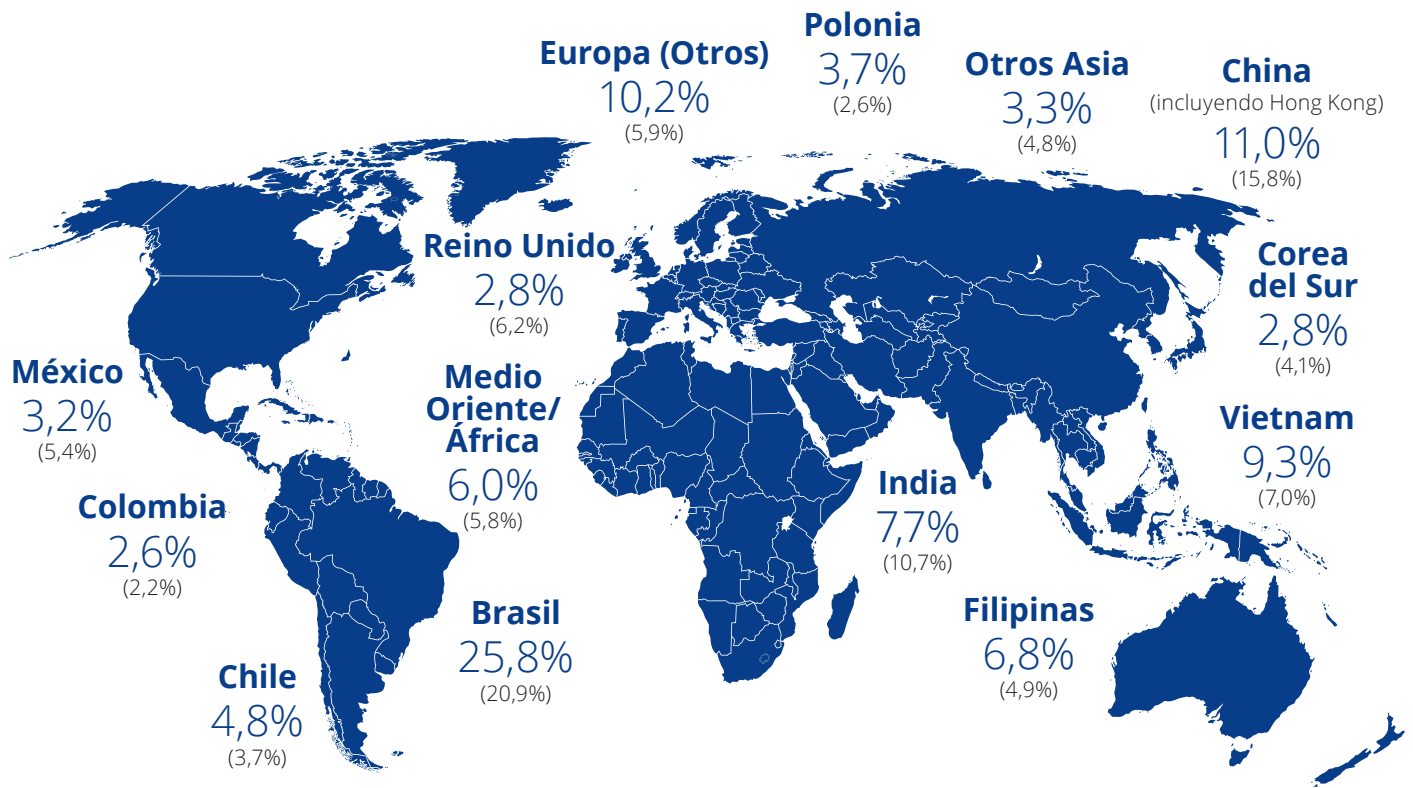 Polonia
3,7%
(2,6%)
Europa (Otros)
10,2%
(5,9%)
Otros Asia
3,3%
(4,8%)
China
(incluyendo Hong Kong)
11,0%
(15,8%)
Reino Unido
2,8%
(6,2%)
Corea
del Sur
2,8%
(4,1%)
México
3,2%
(5,4%)
Medio
Oriente/
África
6,0%
(5,8%)
Vietnam
9,3%
(7,0%)
India
7,7%
(10,7%)
Colombia
2,6%
(2,2%)
Brasil
25,8%
(20,9%)
Filipinas
6,8%
(4,9%)
Chile
4,8%
(3,7%)